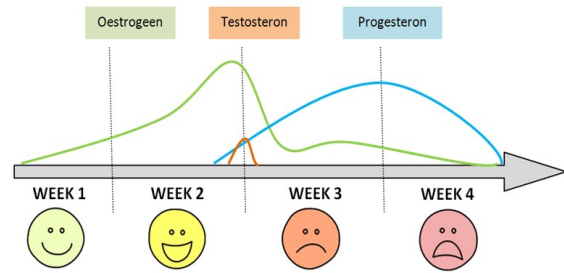 Oestrogeen
Testosteron
Progesteron
WEEK 1
WEEK 2
WEEK 3
WEEK 4